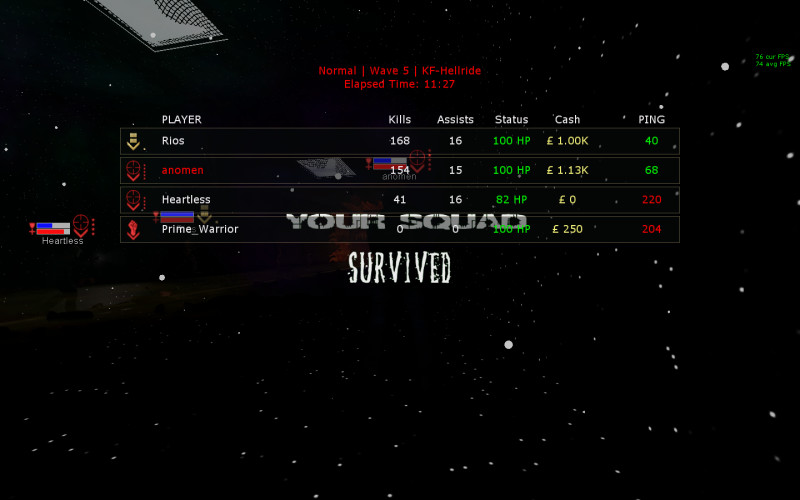 Normal | Wave 5 | KF-Hellride
Elapsed Time: 11:27
76 cur FPS
74 avg FPS
PLAYER Kills Assists Status Cash PING
Rios 168 16 100 HP £ 1.00K 40
anomen 154 15 100 HP £ 1.13K 68
anomen
Heartless 41 16 82 HP £ 0 220
Prime_Warrior 0 0 100 HP £ 250 204
YOUR SQUAD
Heartless
SURVIVED